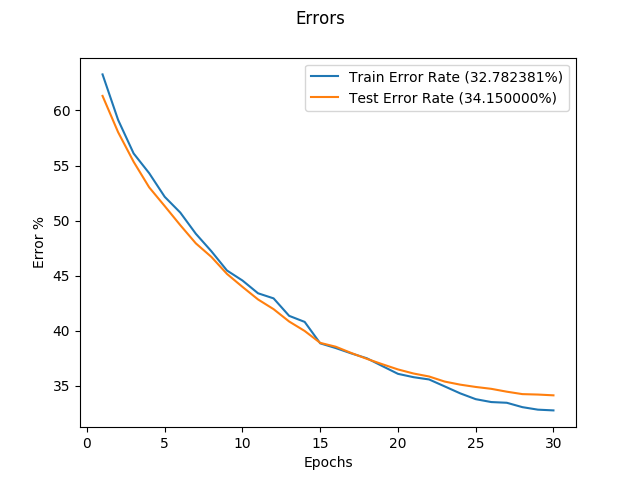 Errors
Train Error Rate (32.782381%)
Test Error Rate (34.150000%)
Error %
60
55
50
45
40
35
0 5 10 15 20 25 30
Epochs